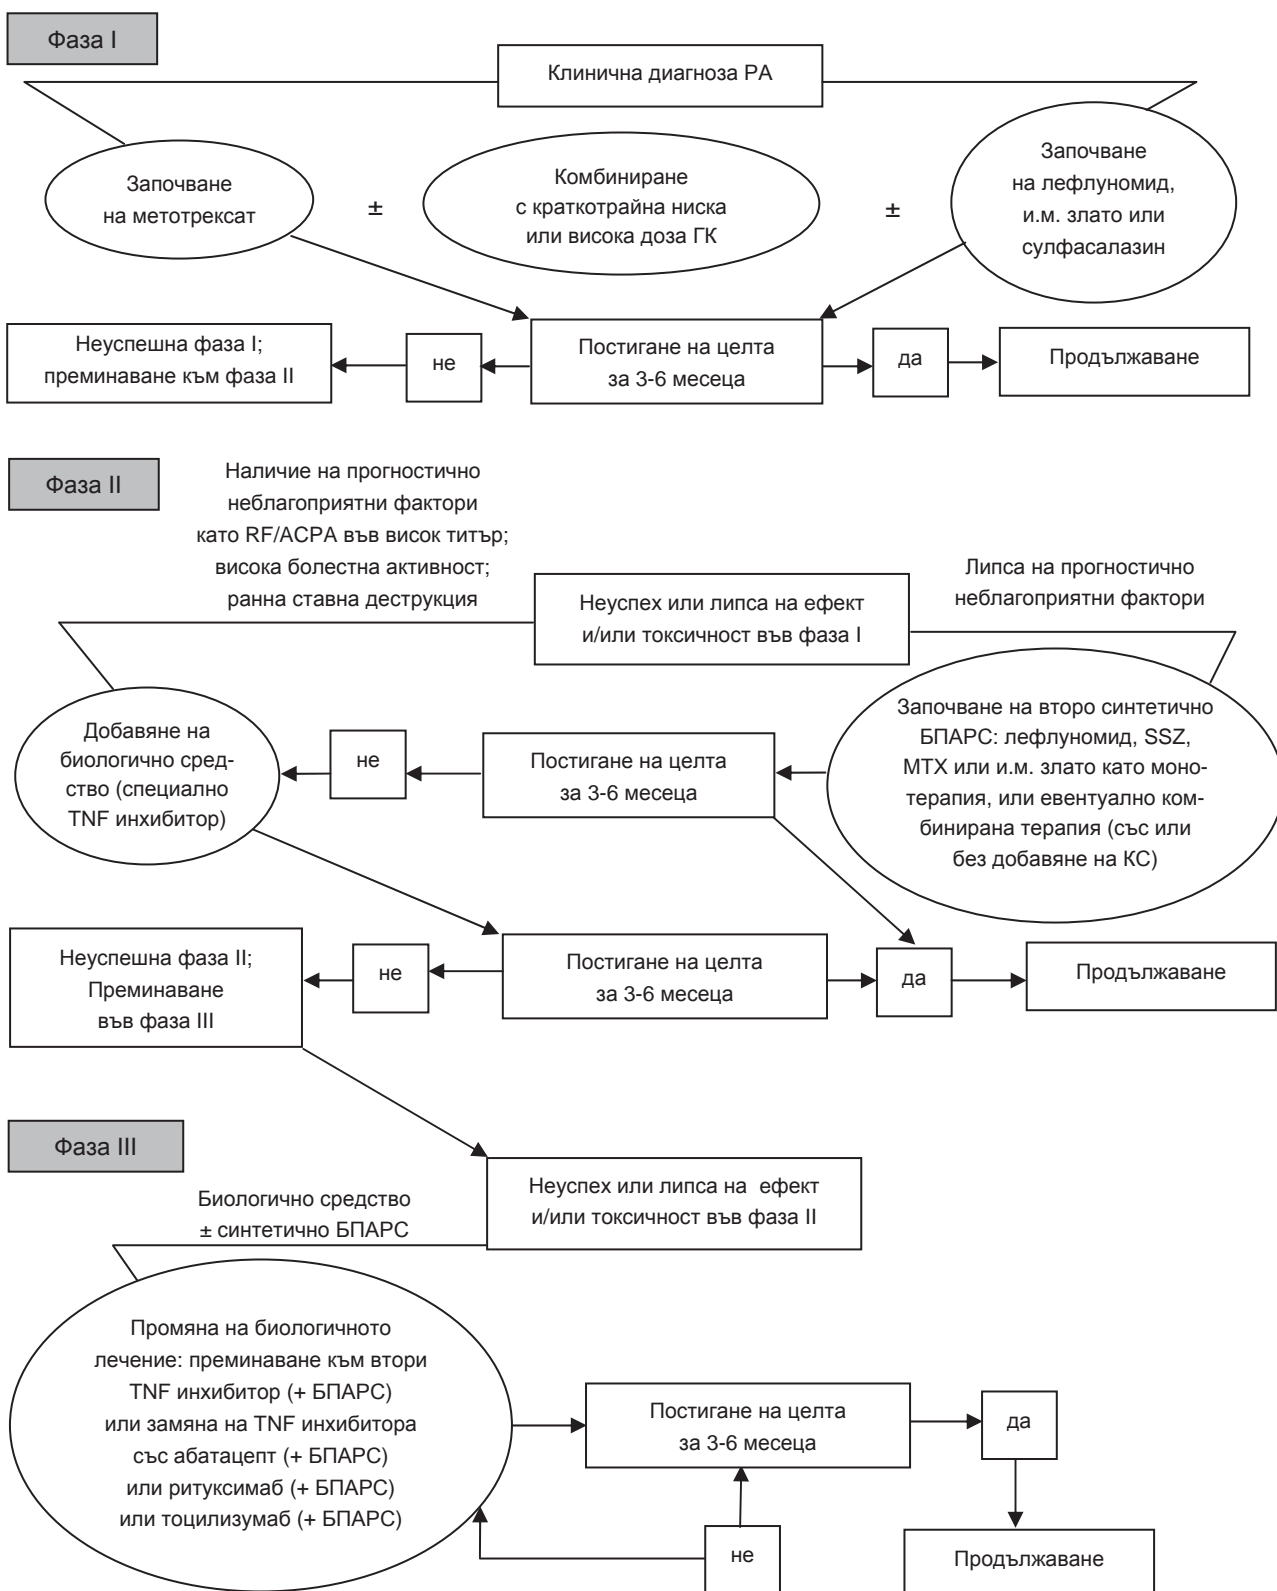 Фаза I
Клинична диагноза РА
Започване
на метотрексат
±
Комбиниране
с краткотрайна ниска
или висока доза ГК
±
Започване
на лефлуномид,
и.м. злато или
сулфасалазин
Неуспешна фаза I;
преминаване към фаза II
не
Постигане на целта
за 3-6 месеца
да
Продължаване
Фаза II
Наличие на прогностично
неблагоприятни фактори
като RF/ACPA във висок титър;
висока болестна активност;
ранна ставна деструкция
Неуспех или липса на ефект
и/или токсичност във фаза I
Липса на прогностично
неблагоприятни фактори
Добавяне на
биологично сред-
ство (специално
TNF инхибитор)
не
Постигане на целта
за 3-6 месеца
Започване на второ синтетично
БПАРС: лефлуномид, SSZ,
MTX или и.м. злато като моно-
терапия, или евентуално ком-
бинирана терапия (със или
без добавяне на КС)
Неуспешна фаза II;
Преминаване
във фаза III
не
Постигане на целта
за 3-6 месеца
да
Продължаване
Фаза III
Биологично средство
± синтетично БПАРС
Неуспех или липса на ефект
и/или токсичност във фаза II
Промяна на биологичното
лечение: преминаване към втори
TNF инхибитор (+ БПАРС)
или замяна на TNF инхибитора
със абатацепт (+ БПАРС)
или ритуксимаб (+ БПАРС)
или тоцилизумаб (+ БПАРС)
Постигане на целта
за 3-6 месеца
да
не
Продължаване